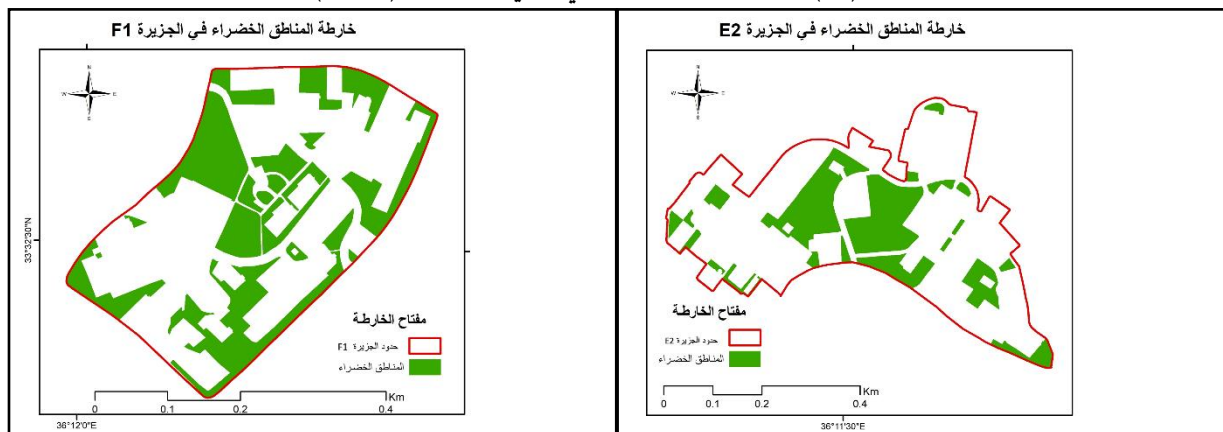 خارطة المناطق الخضراء في الجزيرة F1
N
W E
S
33°32'30"N
مفتاح الخارطة
حدود الجزيرة F1
المناطق الخضراء
Km
0 0.1 0.2 0.4
36°12'0"E
خارطة المناطق الخضراء في الجزيرة E2
N
W E
S
مفتاح الخارطة
حدود الجزيرة E2
المناطق الخضراء
Km
0 0.1 0.2 0.4
36°11'30"E